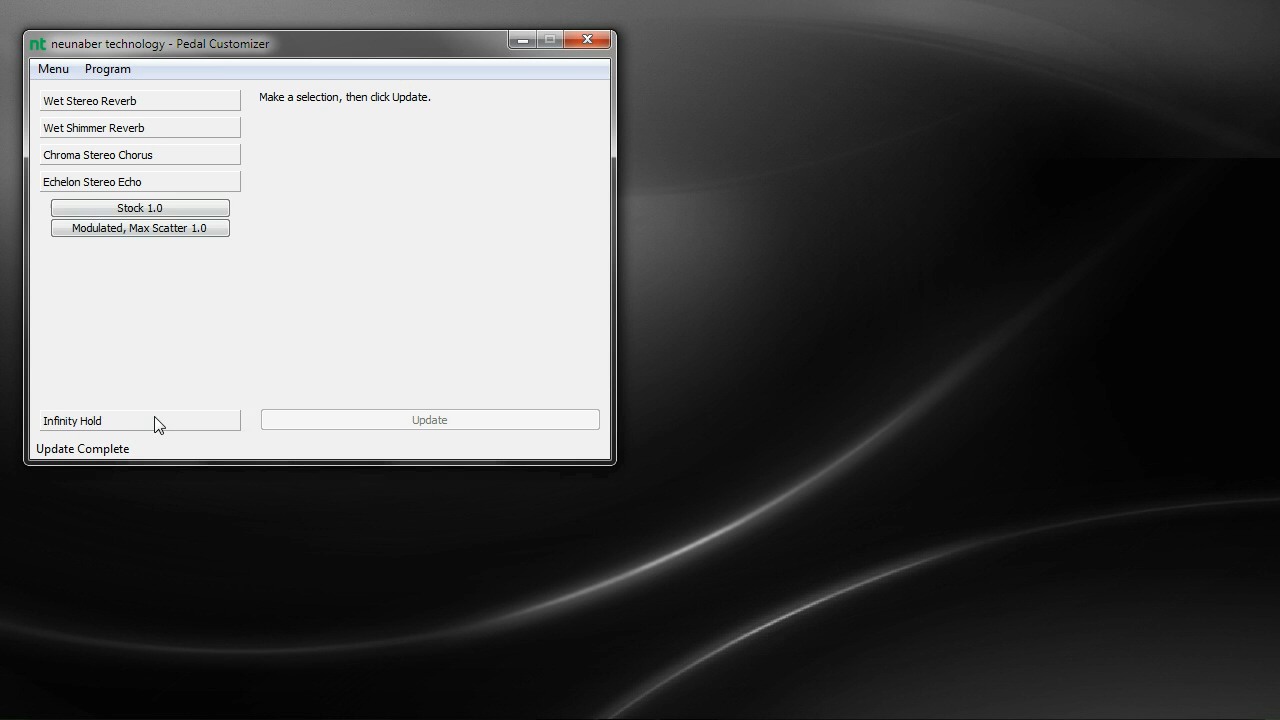 nt neunaber technology - Pedal Customizer
Menu Program
Wet Stereo Reverb
Make a selection, then click Update.
Wet Shimmer Reverb
Chroma Stereo Chorus
Echelon Stereo Echo
Stock 1.0
Modulated, Max Scatter 1.0
Infinity Hold
Update
Update Complete